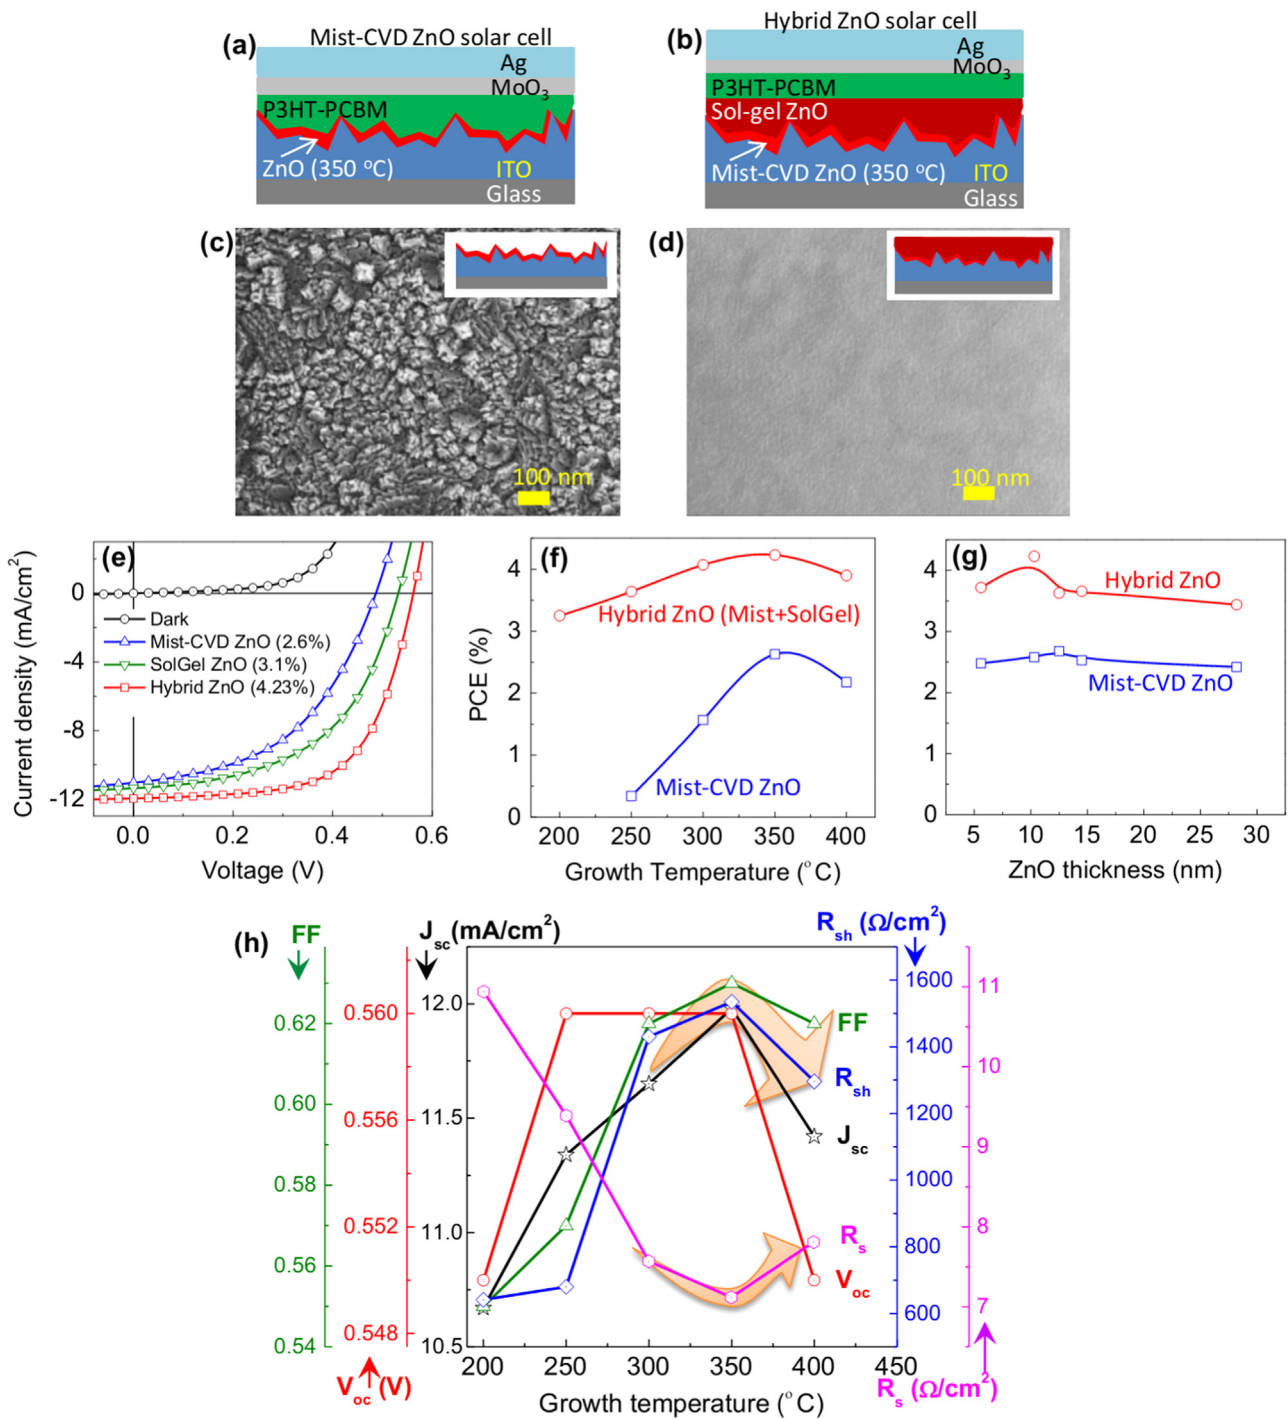 (a)
Mist-CVD ZnO solar cell
Ag
MoO3
P3HT-PCBM
ZnO (350 °C)
ITO
Glass
(b)
Hybrid ZnO solar cell
Ag
MoO3
P3HT-PCBM
Sol-gel ZnO
Mist-CVD ZnO (350 °C)
ITO
Glass
(c)
100 nm
(d)
100 nm
(e)
Current density (mA/cm2)
0
-4
-8
-12
Dark
Mist-CVD ZnO (2.6%)
SolGel ZnO (3.1%)
Hybrid ZnO (4.23%)
0.0 0.2 0.4 0.6
Voltage (V)
(f)
PCE (%)
4
3
2
1
0
Hybrid ZnO (Mist+SolGel)
Mist-CVD ZnO
200 250 300 350 400
Growth Temperature (°C)
(g)
4
3
2
1
0
Hybrid ZnO
Mist-CVD ZnO
5 10 15 20 25 30
ZnO thickness (nm)
(h)
FF
0.62
0.60
0.58
0.56
0.54
0.560
0.556
0.552
0.548
Voc (V)
Jsc (mA/cm2)
12.0
11.5
11.0
10.5
FF
Rsh
Jsc
Rs
Voc
Rsh (Ω/cm2)
1600
1400
1200
1000
800
600
11
10
9
8
7
Rs (Ω/cm2)
200 250 300 350 400 450
Growth temperature (°C)